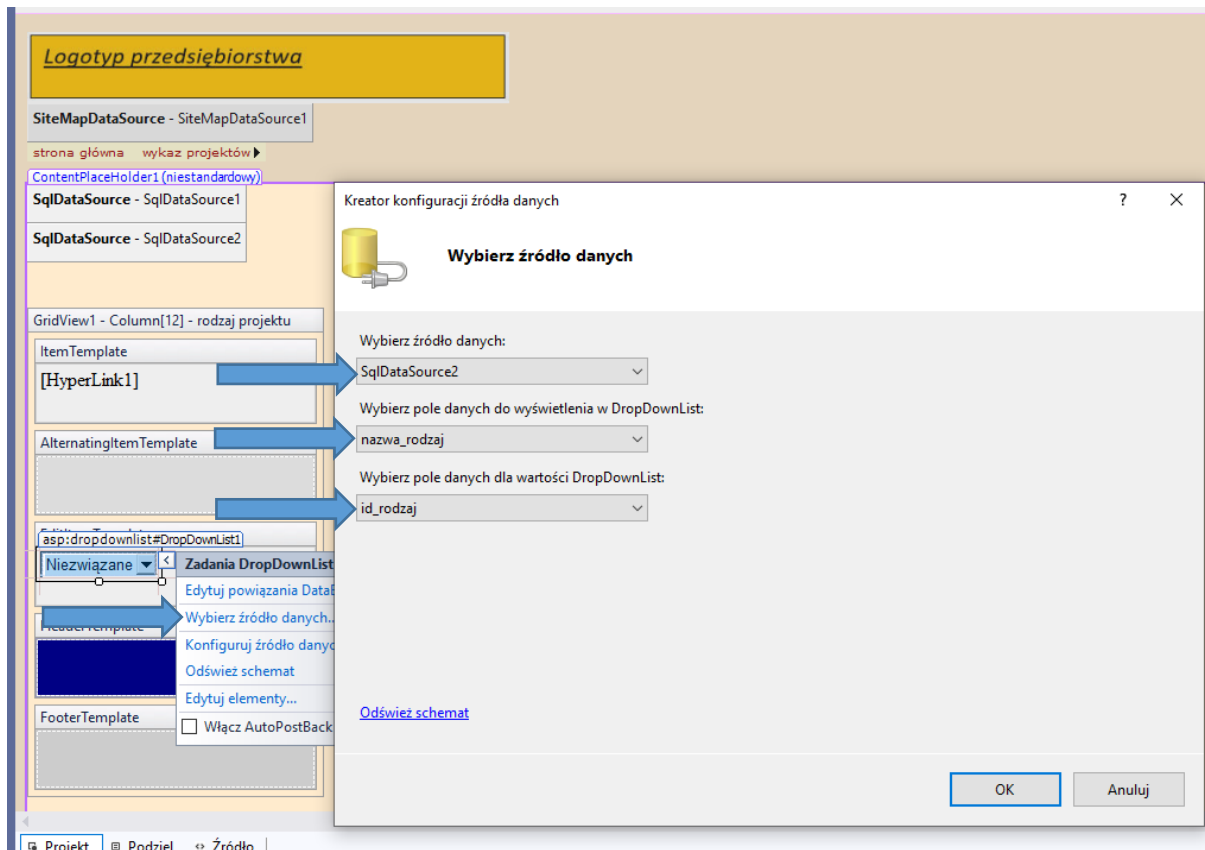 Logotyp przedsiębiorstwa
SiteMapDataSource - SiteMapDataSource1
strona główna wykaz projektów
ContentPlaceHolder1 (niestandardowy)
SqlDataSource - SqlDataSource1
SqlDataSource - SqlDataSource2
GridView1 - Column[12] - rodzaj projektu
ItemTemplate
[HyperLink1]
AlternatingItemTemplate
asp:dropdownlist#DropDownList1
Niezwiązane
Zadania DropDownList
Edytuj powiązania
Wybierz źródło danych..
Konfiguruj źródło
Odśwież schemat
Edytuj elementy...
Włącz AutoPostBack
HeaderTemplate
FooterTemplate
Projekt Podziel Źródło
Kreator konfiguracji źródła danych
?
Wybierz źródło danych
Wybierz źródło danych:
SqlDataSource2
Wybierz pole danych do wyświetlenia w DropDownList:
nazwa_rodzaj
Wybierz pole danych dla wartości DropDownList:
id_rodzaj
Odśwież schemat
OK Anuluj